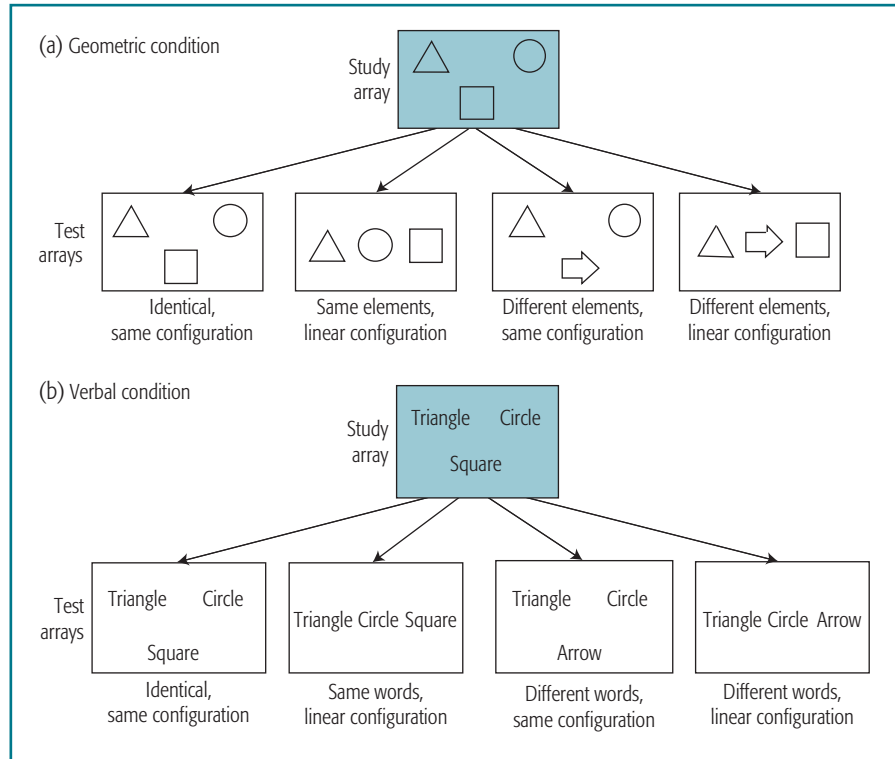 (a) Geometric condition
Study
array
Test
arrays
Identical,
same configuration
Same elements,
linear configuration
Different elements,
same configuration
Different elements,
linear configuration
(b) Verbal condition
Study
array
Triangle Circle
Square
Test
arrays
Triangle Circle
Square
Identical,
same configuration
Triangle Circle Square
Same words,
linear configuration
Triangle Circle
Arrow
Different words,
same configuration
Triangle Circle Arrow
Different words,
linear configuration